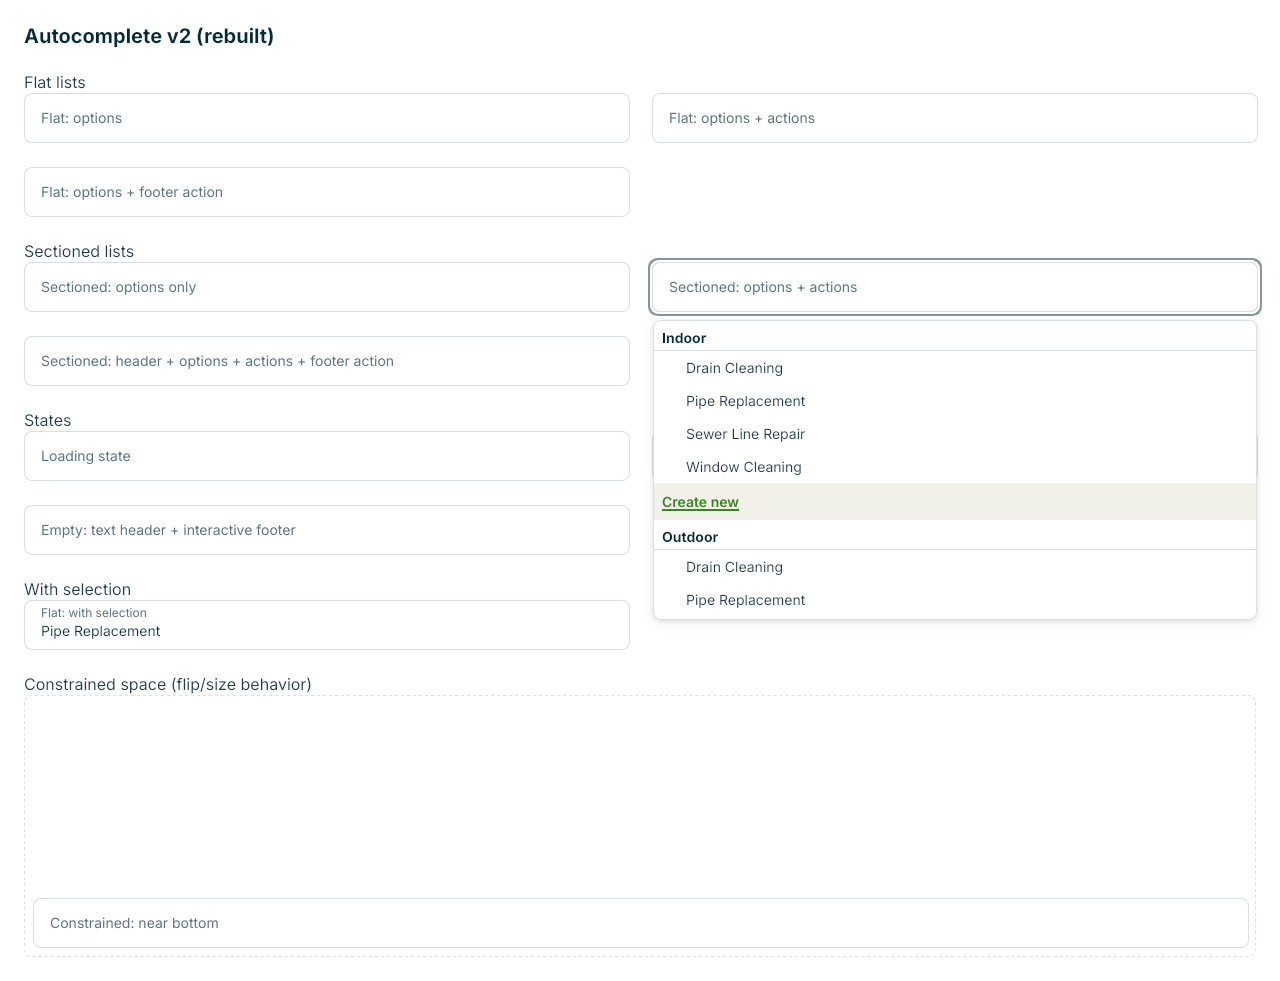 Autocomplete v2 (rebuilt)
Flat lists
Flat: options
Flat: options + actions
Flat: options + footer action
Sectioned lists
Sectioned: options only
Sectioned: options + actions
Indoor
Drain Cleaning
Pipe Replacement
Sewer Line Repair
Window Cleaning
Create new
Outdoor
Drain Cleaning
Pipe Replacement
Sectioned: header + options + actions + footer action
States
Loading state
Empty: text header + interactive footer
With selection
Flat: with selection
Pipe Replacement
Constrained space (flip/size behavior)
Constrained: near bottom